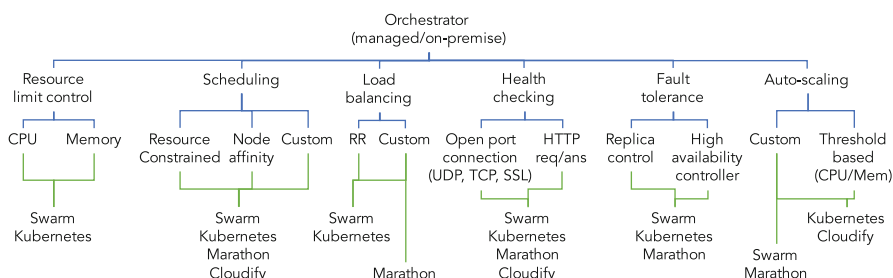 Orchestrator
(managed/on-premise)
Resource
limit control
Scheduling
Load
balancing
Health
checking
Fault
tolerance
Auto-scaling
CPU
Memory
Resource
Constrained
Node
affinity
Custom
RR
Custom
Open port
connection
(UDP, TCP, SSL)
HTTP
req/ans
Replica
control
High
availability
controller
Custom
Threshold
based
(CPU/Mem)
Swarm
Kubernetes
Swarm
Kubernetes
Marathon
Cloudify
Swarm
Kubernetes
Marathon
Swarm
Kubernetes
Marathon
Cloudify
Swarm
Kubernetes
Marathon
Swarm
Marathon
Kubernetes
Cloudify